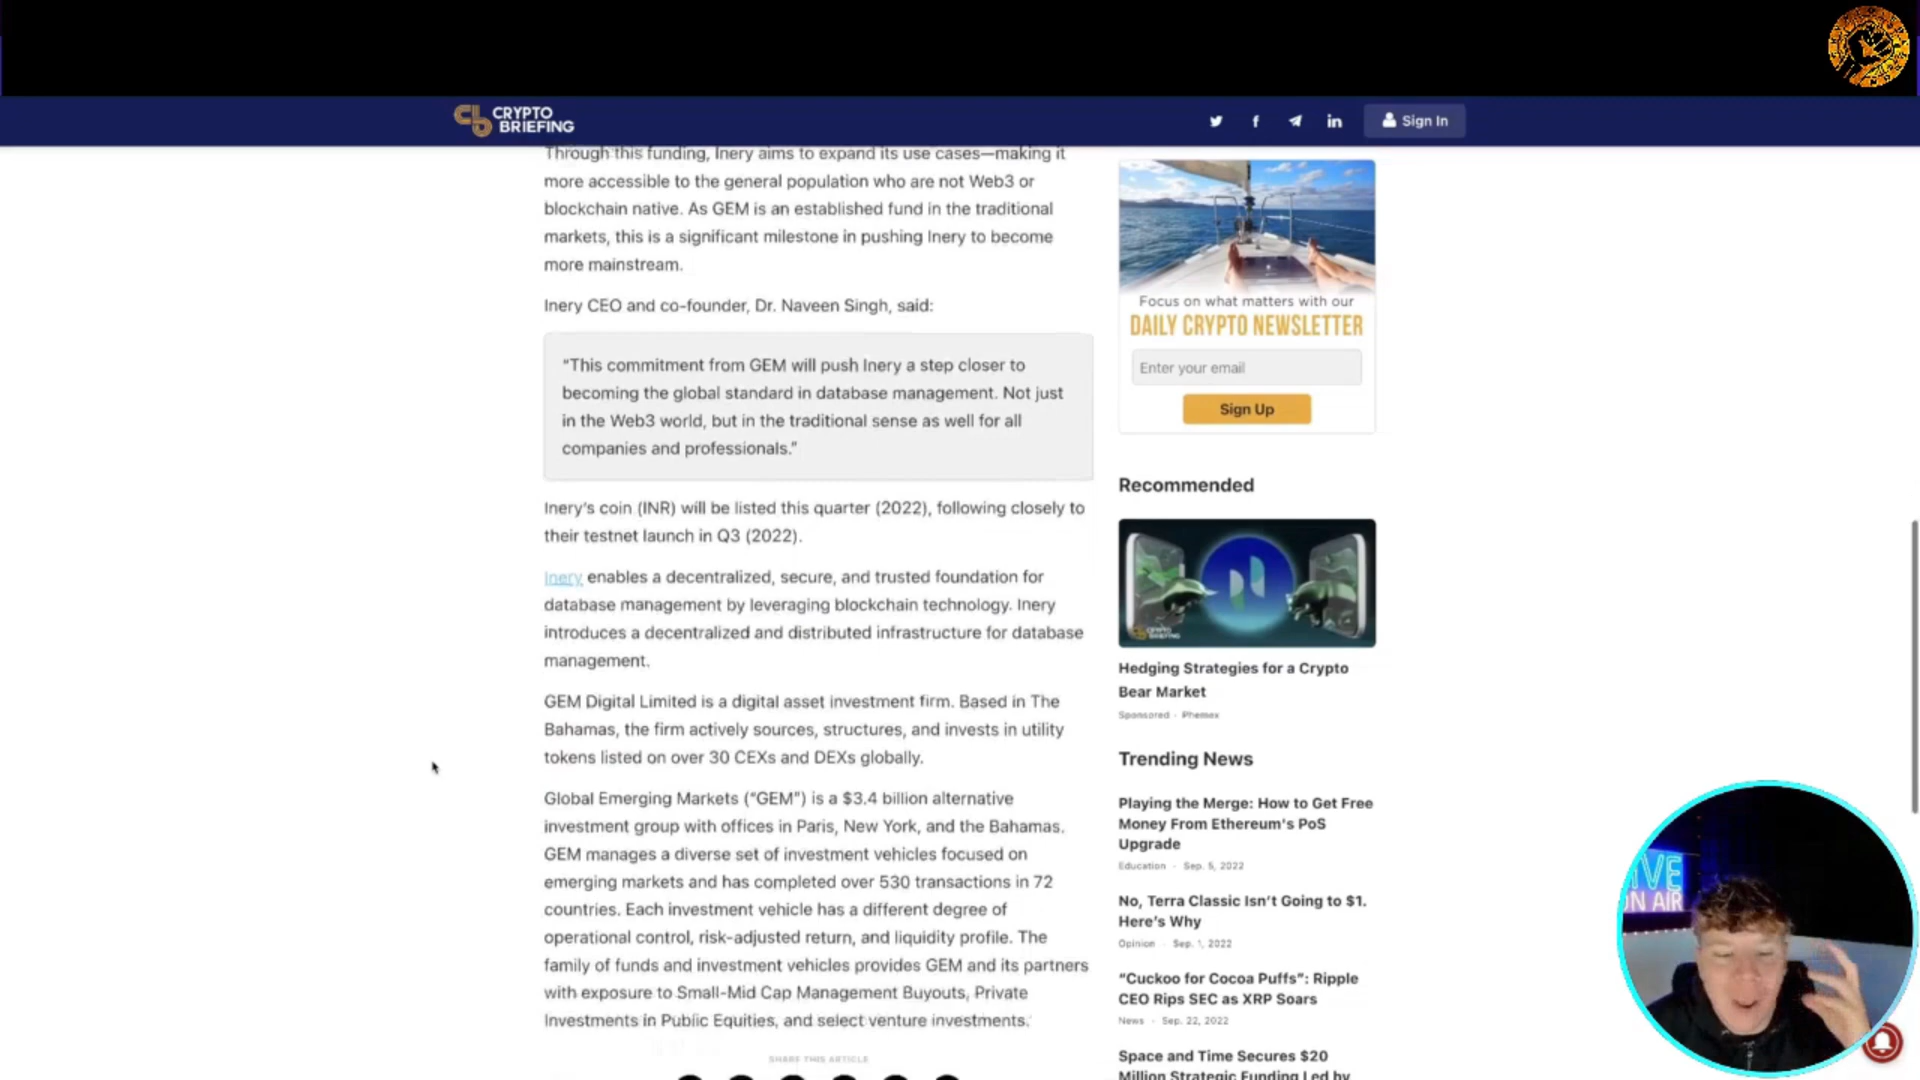 CRYPTO
BRIEFING
Sign In
Through this funding, Inery aims to expand its use cases—making it
more accessible to the general population who are not Web3 or
blockchain native. As GEM is an established fund in the traditional
markets, this is a significant milestone in pushing Inery to become
more mainstream.
Inery CEO and co-founder, Dr. Naveen Singh, said:
“This commitment from GEM will push Inery a step closer to
becoming the global standard in database management. Not just
in the Web3 world, but in the traditional sense as well for all
companies and professionals.”
Inery’s coin (INR) will be listed this quarter (2022), following closely to
their testnet launch in Q3 (2022).
Inery enables a decentralized, secure, and trusted foundation for
database management by leveraging blockchain technology. Inery
introduces a decentralized and distributed infrastructure for database
management.
GEM Digital Limited is a digital asset investment firm. Based in The
Bahamas, the firm actively sources, structures, and invests in utility
tokens listed on over 30 CEXs and DEXs globally.
Global Emerging Markets (“GEM”) is a $3.4 billion alternative
investment group with offices in Paris, New York, and the Bahamas.
GEM manages a diverse set of investment vehicles focused on
emerging markets and has completed over 530 transactions in 72
countries. Each investment vehicle has a different degree of
operational control, risk-adjusted return, and liquidity profile. The
family of funds and investment vehicles provides GEM and its partners
with exposure to Small-Mid Cap Management Buyouts, Private
Investments in Public Equities, and select venture investments.
SHARE THIS ARTICLE
Focus on what matters with our
DAILY CRYPTO NEWSLETTER
Enter your email
Sign Up
Recommended
CRYPTO
BRIEFING
Hedging Strategies for a Crypto
Bear Market
Sponsored - Phemex
Trending News
Playing the Merge: How to Get Free
Money From Ethereum's PoS
Upgrade
Education - Sep. 5, 2022
No, Terra Classic Isn’t Going to $1.
Here’s Why
Opinion - Sep. 1, 2022
“Cuckoo for Cocoa Puffs”: Ripple
CEO Rips SEC as XRP Soars
News - Sep. 22, 2022
Space and Time Secures $20
Million Strategic Funding Led by
ON AIR